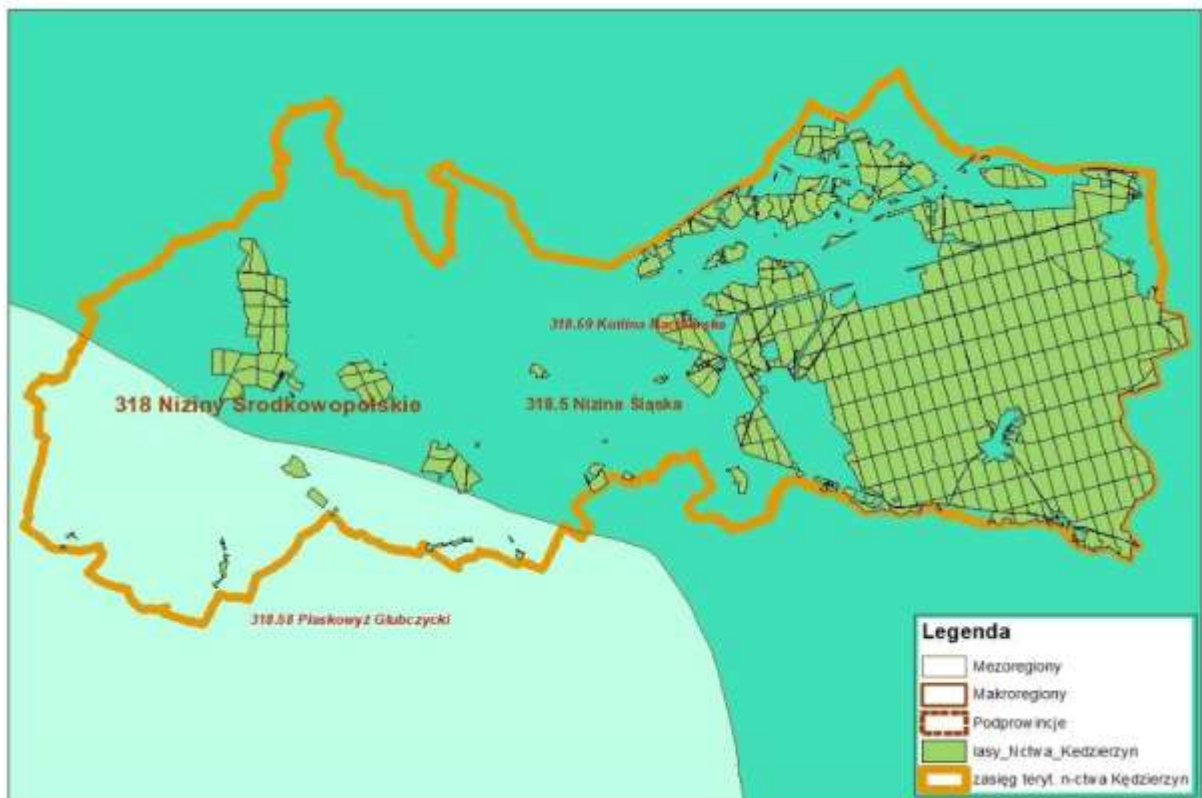 318.59 Kotlina Raciborska
318 Niziny Środkowopolskie
318.5 Nizina Śląska
318.58 Płaskowyż Głubczycki
Legenda
Mezoregiony
Makroregiony
Podprowincje
lasy_Nctwa_Kedzierzyn
zasięg teryt. n-ctwa Kędzierzyn